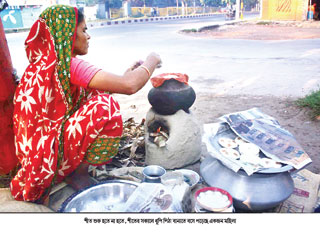 শীত শুরু হতে না হতে, শীতের সকালে ধুপি পিঠা বানাতে বসে পড়েছে একজন মহিলা